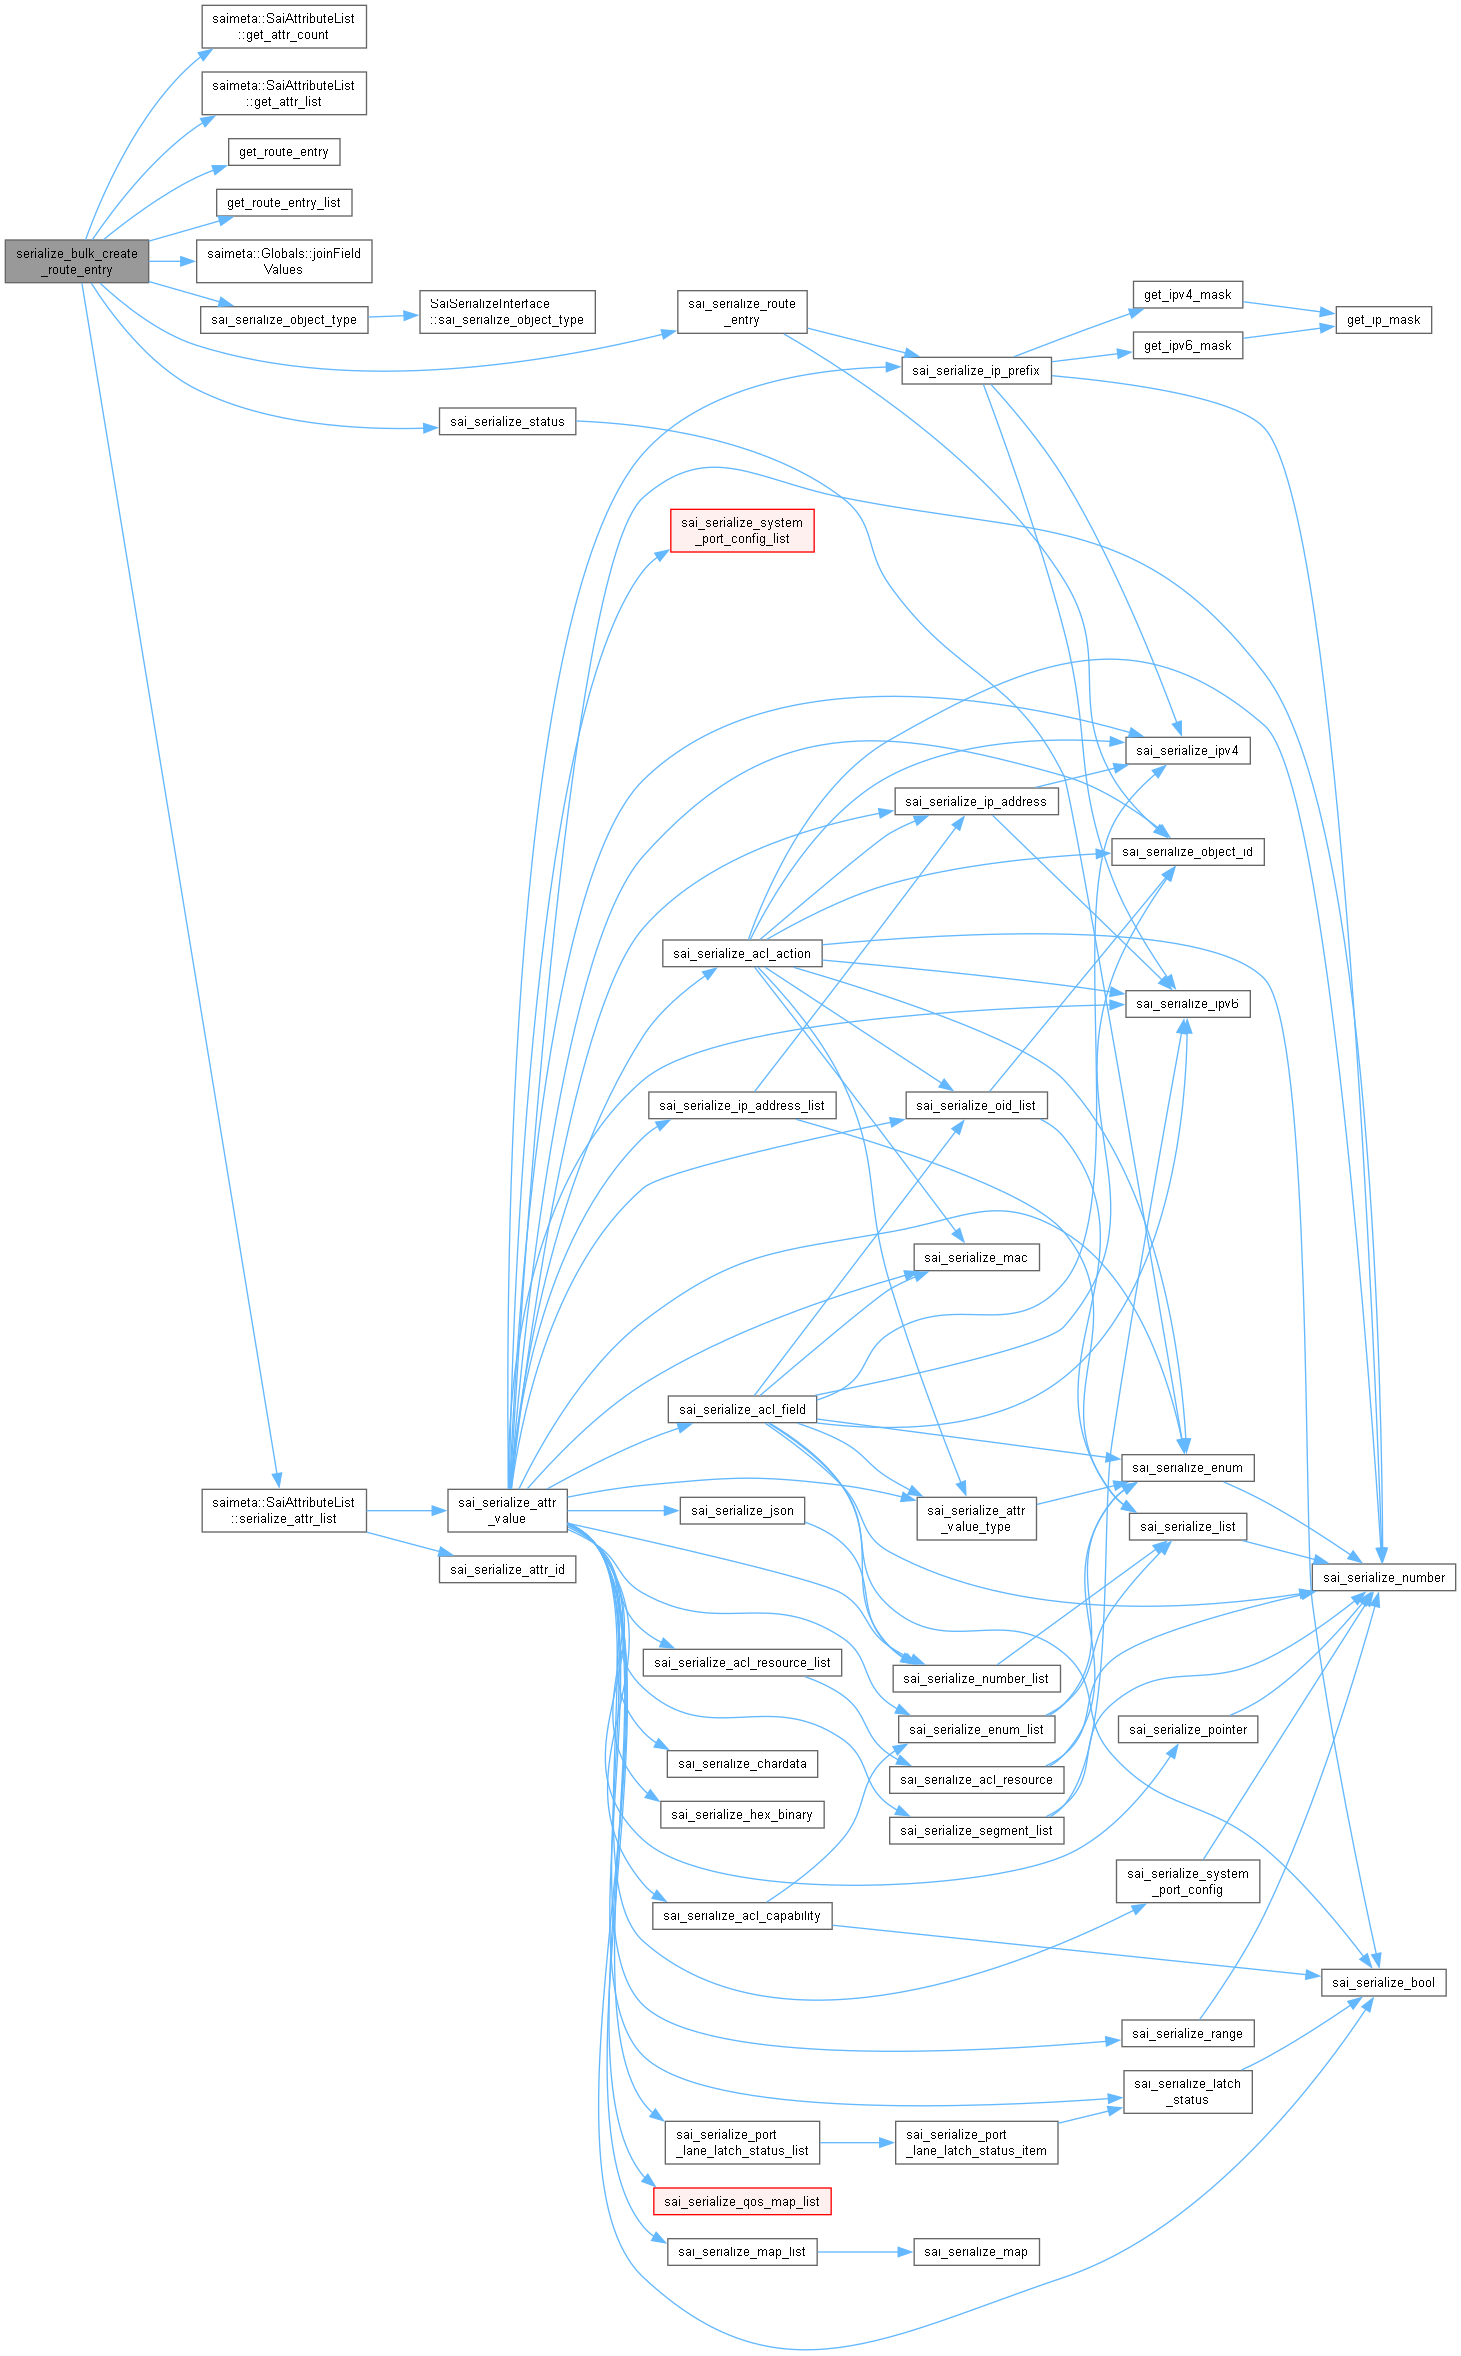 saimeta::SaiAttributeList
::get_attr_count
saimeta::SaiAttributeList
::get_attr_list
get_route_entry
get_route_entry_list
serialize_bulk_create
_route_entry
saimeta::Globals::joinField
Values
sai_serialize_object_type
SaiSerializeInterface
::sai_serialize_object_type
sai_serialize_route
_entry
get_ipv4_mask
get_ip_mask
get_ipv6_mask
sai_serialize_ip_prefix
sai_serialize_status
sai_serialize_system
_port_config_list
sai_serialize_ipv4
sai_serialize_ip_address
sai_serialize_object_id
sai_serialize_acl_action
sai_serialize_ipv6
sai_serialize_ip_address_list
sai_serialize_oid_list
sai_serialize_mac
sai_serialize_acl_field
sai_serialize_enum
saimeta::SaiAttributeList
::serialize_attr_list
sai_serialize_attr
_value
sai_serialize_json
sai_serialize_attr
_value_type
sai_serialize_list
sai_serialize_attr_id
sai_serialize_number
sai_serialize_acl_resource_list
sai_serialize_number_list
sai_serialize_enum_list
sai_serialize_pointer
sai_serialize_chardata
sai_serialize_acl_resource
sai_serialize_hex_binary
sai_serialize_segment_list
sai_serialize_system
_port_config
sai_serialize_acl_capability
sai_serialize_bool
sai_serialize_range
sai_serialize_latch
_status
sai_serialize_port
_lane_latch_status_list
sai_serialize_port
_lane_latch_status_item
sai_serialize_qos_map_list
sai_serialize_map_list
sai_serialize_map